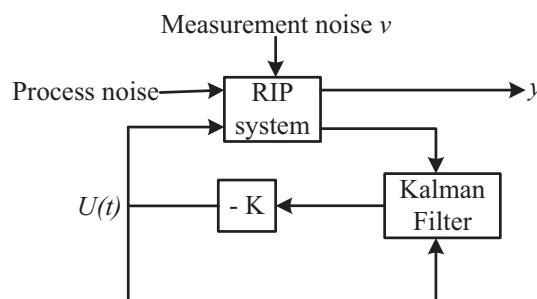 Measurement noise v
Process noise
RIP
system
y
U(t)
- K
Kalman
Filter